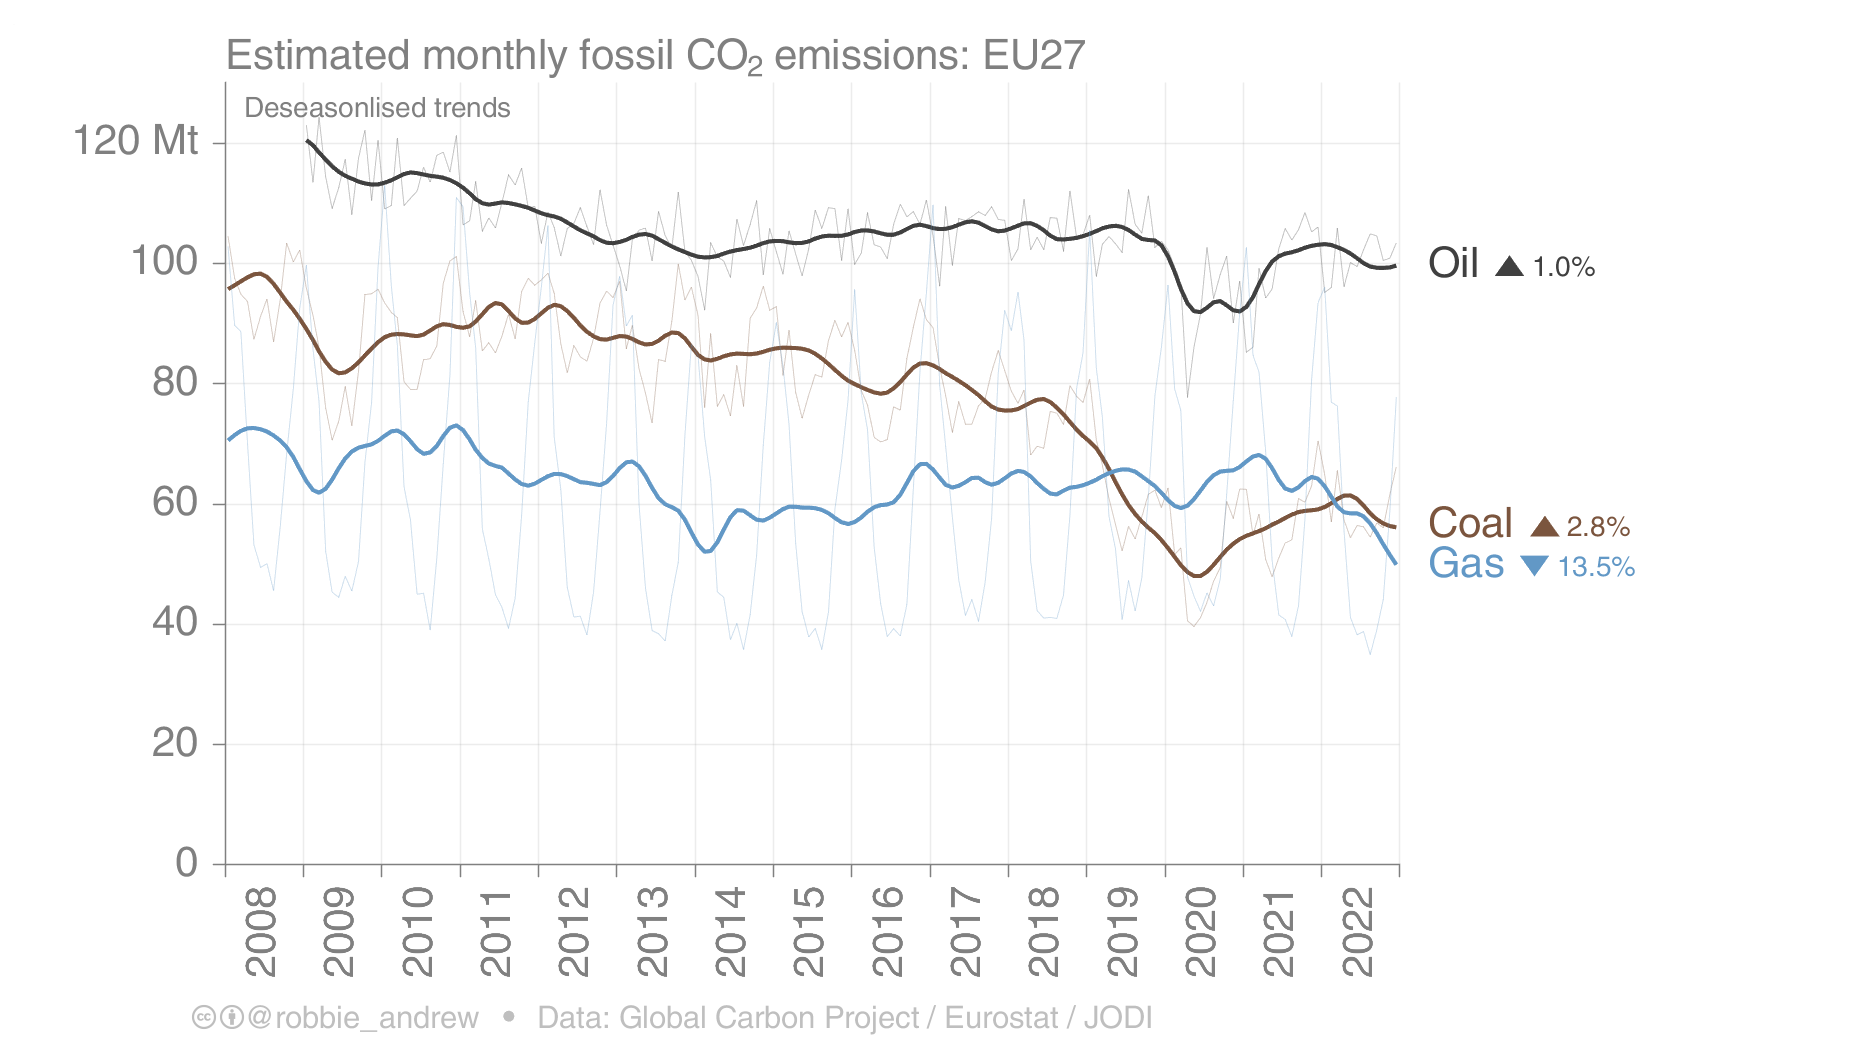 Estimated monthly fossil CO₂ emissions: EU27
Deseasonlised trends
120 Mt
100
80
60
40
20
0
Oil ▲ 1.0%
Coal ▲ 2.8%
Gas ▼ 13.5%
2008 2009 2010 2011 2012 2013 2014 2015 2016 2017 2018 2019 2020 2021 2022
cc @robbie_andrew • Data: Global Carbon Project / Eurostat / JODI